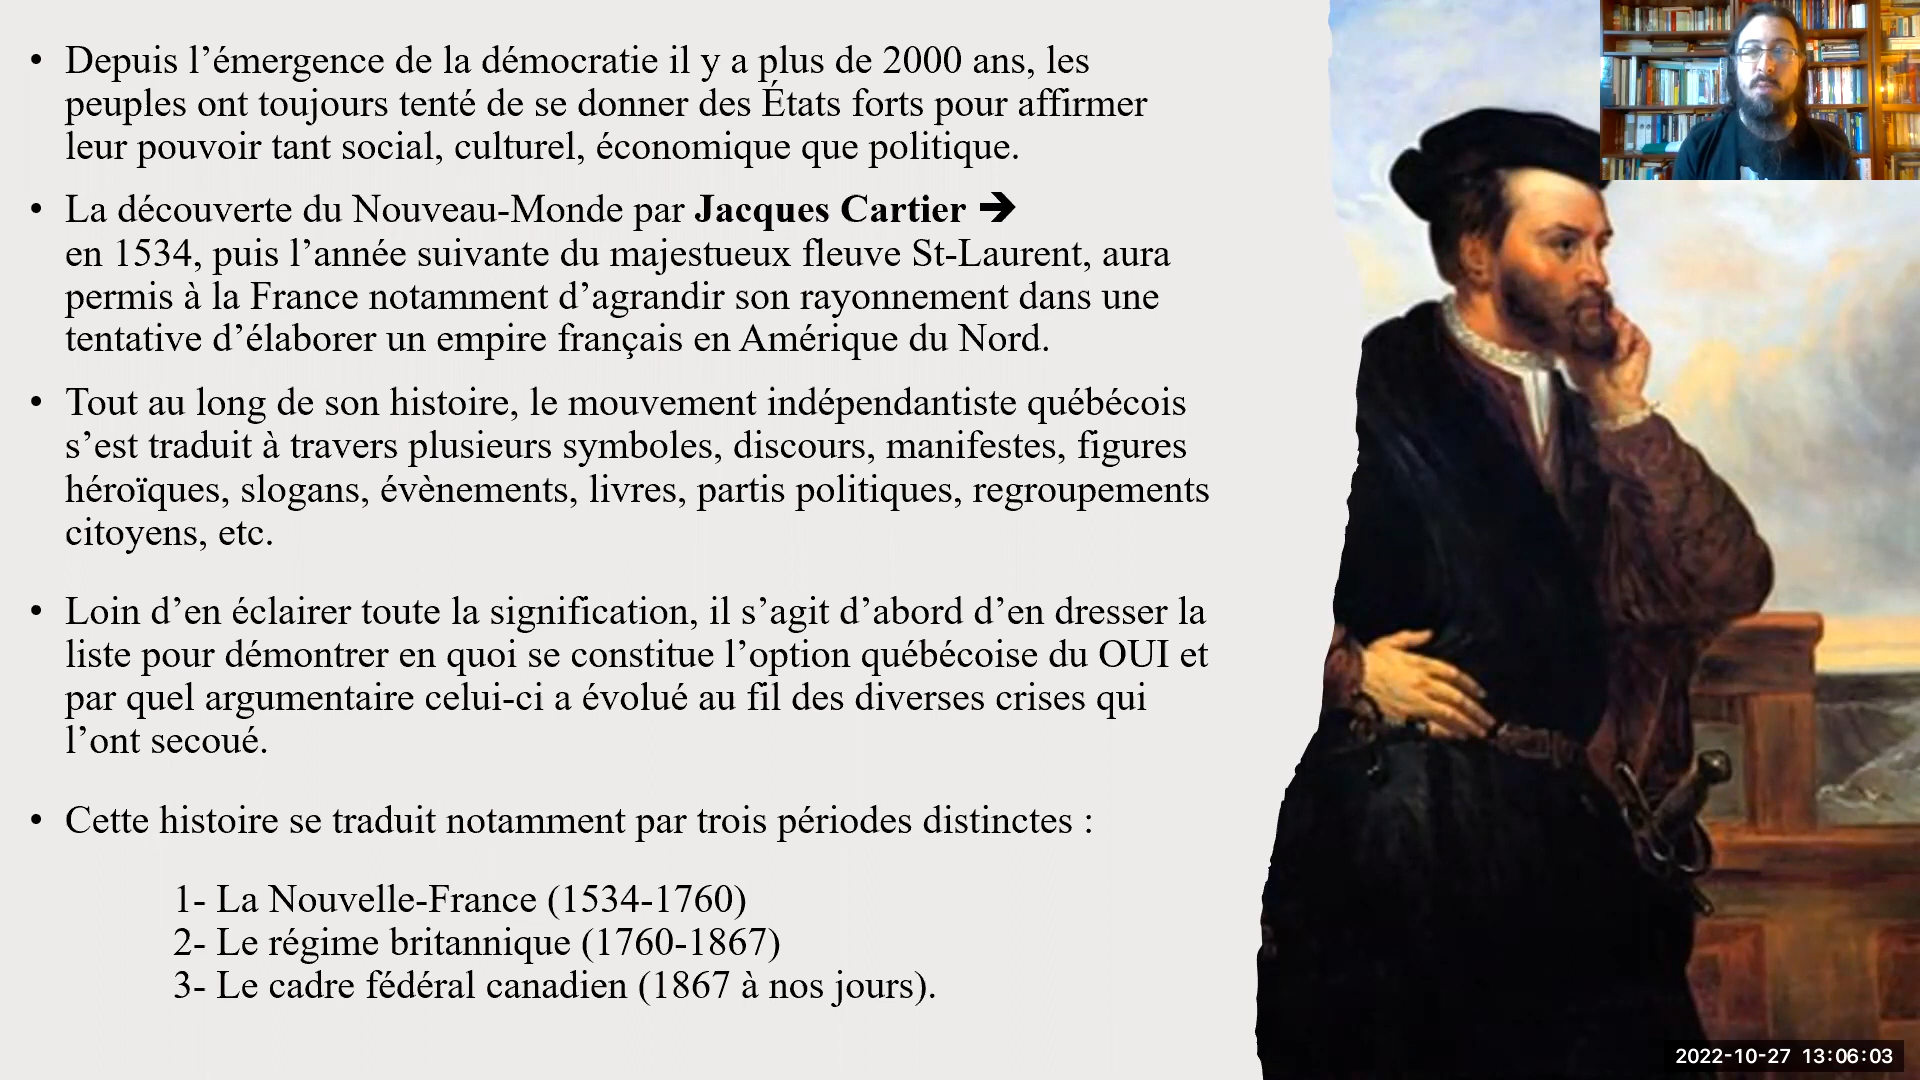 • Depuis l’émergence de la démocratie il y a plus de 2000 ans, les
peuples ont toujours tenté de se donner des États forts pour affirmer
leur pouvoir tant social, culturel, économique que politique.
• La découverte du Nouveau-Monde par Jacques Cartier ➔
en 1534, puis l’année suivante du majestueux fleuve St-Laurent, aura
permis à la France notamment d’agrandir son rayonnement dans une
tentative d’élaborer un empire français en Amérique du Nord.
• Tout au long de son histoire, le mouvement indépendantiste québécois
s’est traduit à travers plusieurs symboles, discours, manifestes, figures
héroïques, slogans, évènements, livres, partis politiques, regroupements
citoyens, etc.
• Loin d’en éclairer toute la signification, il s’agit d’abord d’en dresser la
liste pour démontrer en quoi se constitue l’option québécoise du OUI et
par quel argumentaire celui-ci a évolué au fil des diverses crises qui
l’ont secoué.
• Cette histoire se traduit notamment par trois périodes distinctes :
1- La Nouvelle-France (1534-1760)
2- Le régime britannique (1760-1867)
3- Le cadre fédéral canadien (1867 à nos jours).
2022-10-27 13:06:03